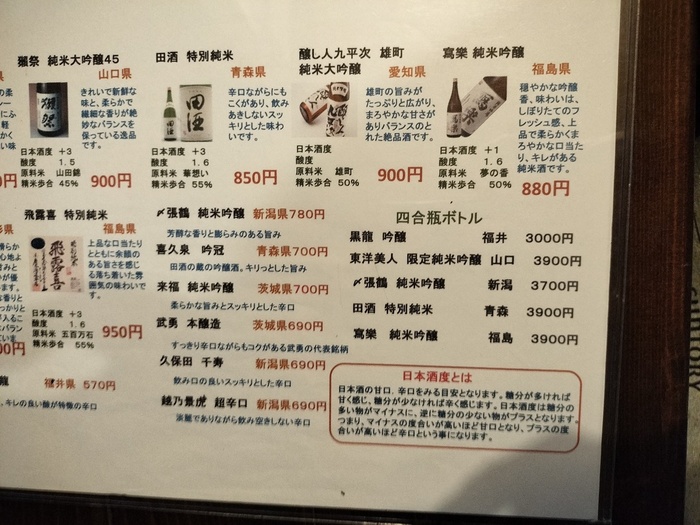 獺祭 純米大吟醸45
山口県
きれいで新鮮な
味と、柔らかで
繊細な香りが絶
妙なバランスを
保っている逸品
です。
日本酒度 +3
酸度 1.5
原料米 山田錦
精米歩合 45%
900円
田酒 特別純米
青森県
辛口ながらに
もこくがあり、飲み
あきしないスッ
キリとした味わ
いです。
日本酒度 +3
酸度 1.6
原料米 華想い
精米歩合 55%
850円
醸し人九平次 雄町
純米大吟醸
愛知県
雄町の旨みが
たっぷりと広がり、
まろやかな甘さが
ありバランスのと
れた絶品酒です。
日本酒度
酸度
原料米 雄町
精米歩合 50%
900円
寫樂 純米吟醸
福島県
穏やかな吟醸
香、味わいは、
しぼりたてのフ
レッシュ感、上
品で柔らかくま
ろやかな口当た
り、キレがある
純米酒です。
日本酒度 +1
酸度 1.6
原料米 夢の香
精米歩合 50%
880円
飛露喜 特別純米
福島県
上品な口当たり
とともに余韻の
ある旨さを感じ
る落ち着いた雰
囲気の味わいで
す。
日本酒度 +3
酸度 1.6
原料米 五百万石
精米歩合 55%
950円
龍 福井県 570円
、キレの良い酸が特徴の辛口
〆張鶴 純米吟醸 新潟県780円
芳醇な香りと膨らみのある旨み
喜久泉 吟冠 青森県700円
田酒の蔵の吟醸酒。キリっとした旨み
来福 純米吟醸 茨城県700円
柔らかな旨みとスッキリとした辛口
武勇 本醸造 茨城県690円
すっきり辛口ながらもコクがある武勇の代表銘柄
久保田 千寿 新潟県690円
飲み口の良いスッキリとした辛口
越乃景虎 超辛口 新潟県690円
淡麗でありながら飲み空きしない辛口
四合瓶ボトル
黒龍 吟醸 福井 3000円
東洋美人 限定純米吟醸 山口 3900円
〆張鶴 純米吟醸 新潟 3700円
田酒 特別純米 青森 3900円
寫樂 純米吟醸 福島 3900円
日本酒度とは
日本酒の甘口、辛口をみる目安となります。糖分が多ければ
甘く感じ、糖分が少なければ辛く感じます。日本酒度は糖分の
多い物がマイナスに、逆に糖分の少ない物がプラスとなります。
つまり、マイナスの度合いが高いほど甘口となり、プラスの度
合いが高いほど辛口という事になります。